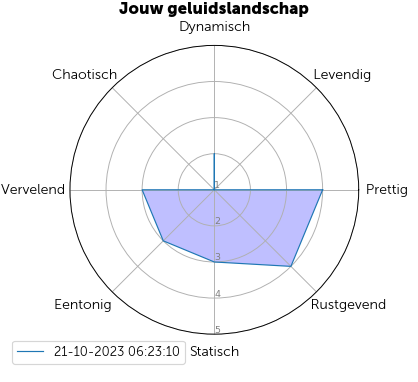 Jouw geluidslandschap
Dynamisch
Chaotisch
Levendig
Vervelend
1
Prettig
2
3
4
Eentonig
Rustgevend
5
21-10-2023 06:23:10
Statisch